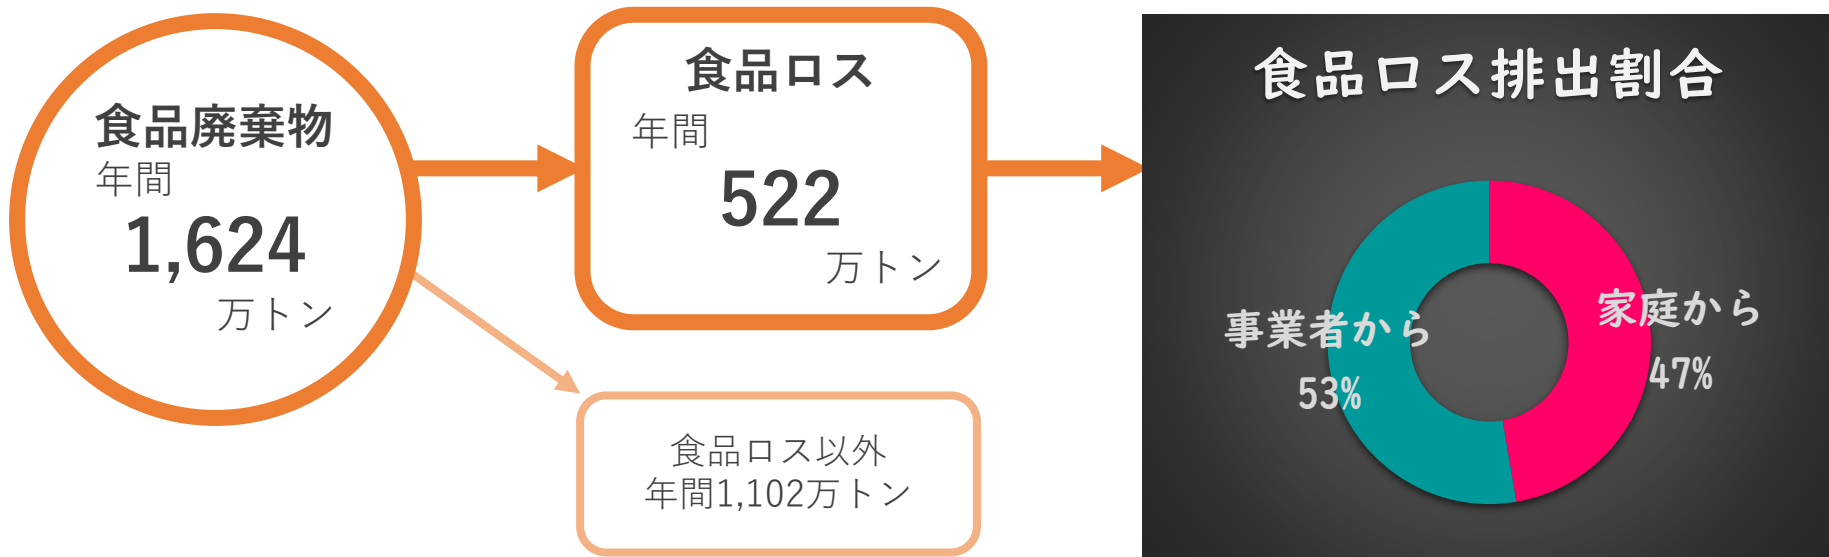 食品廃棄物
年間
1,624
万トン
食品ロス
年間
522
万トン
食品ロス以外
年間1,102万トン
食品ロス排出割合
事業者から
53%
家庭から
47%